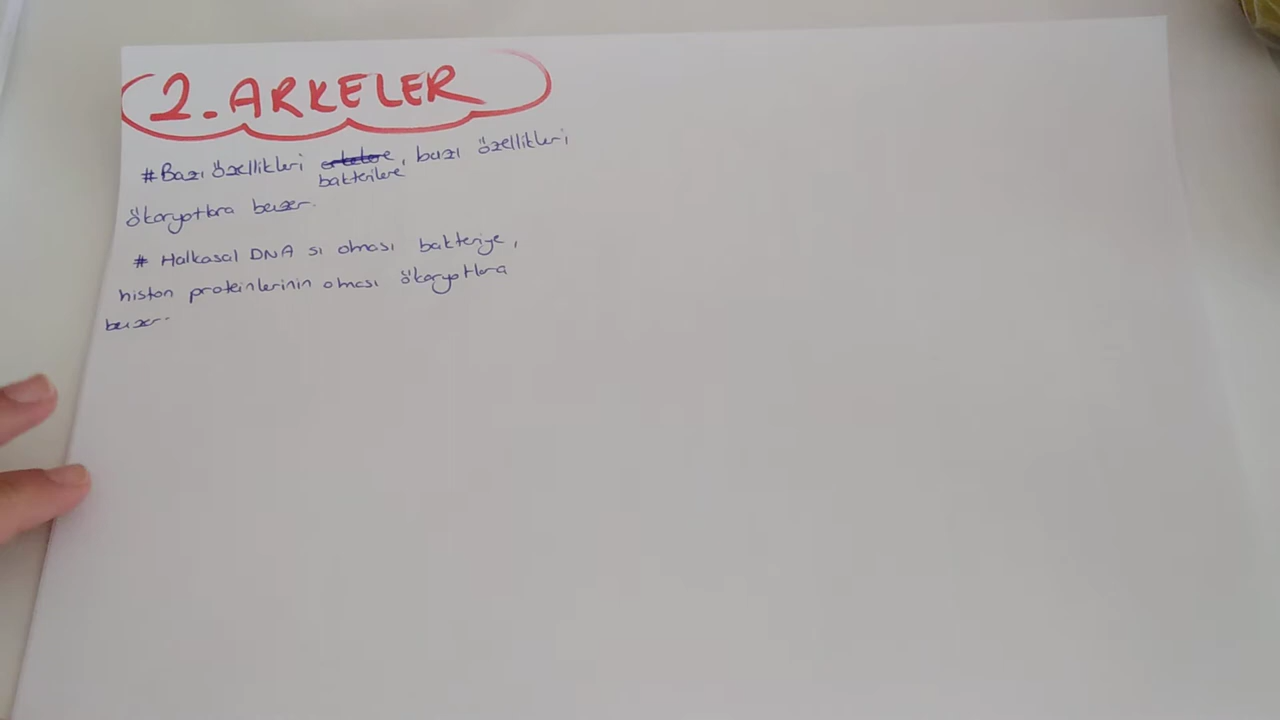 2. ARKELER
#Bazı özellikleri , bazı özellikleri
bakterilere
ökaryotlara benzer.
# Halkasal DNA sı olması bakteriye,
histon proteinlerinin olması ökaryotlara
benzer.